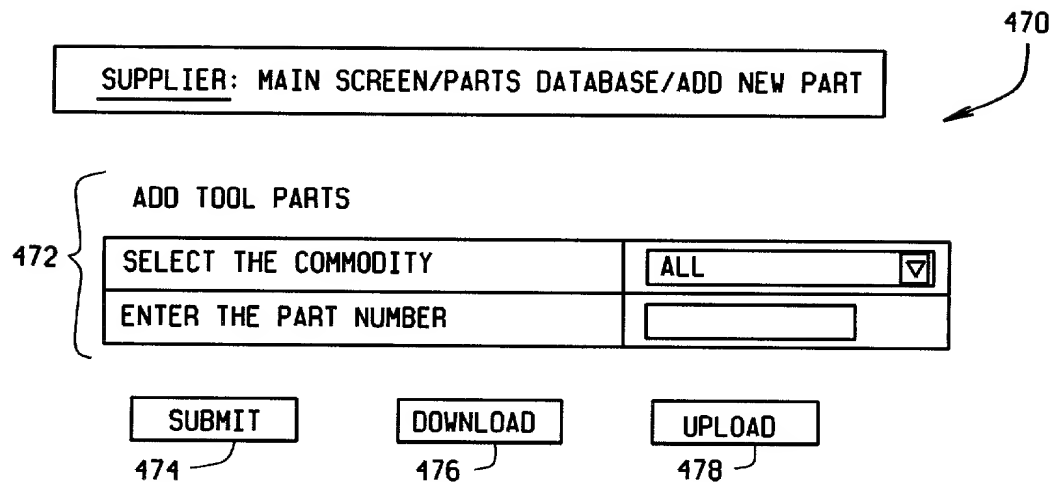 470
SUPPLIER: MAIN SCREEN/PARTS DATABASE/ADD NEW PART
472
ADD TOOL PARTS
SELECT THE COMMODITY ALL
ENTER THE PART NUMBER
SUBMIT DOWNLOAD UPLOAD
474 476 478